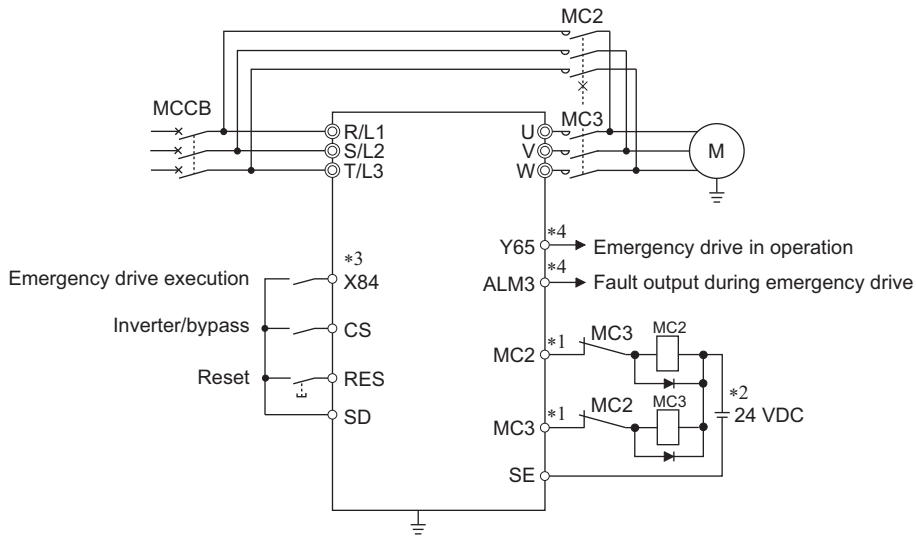 MC2
MCCB
MC3
R/L1
S/L2
T/L3
U
V
W
M
*3
*4
Y65
Emergency drive in operation
*4
Emergency drive execution
X84
ALM3
Fault output during emergency drive
Inverter/bypass
CS
*1
MC3
MC2
MC2
*2
24 VDC
Reset
RES
SD
*1
MC2
MC3
MC3
SE